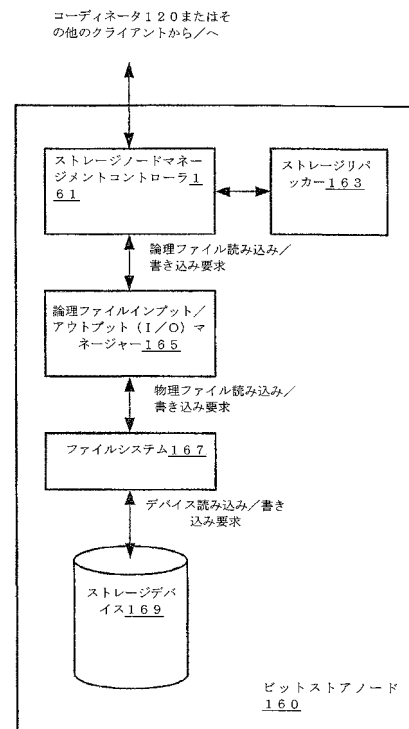 コーディネータ１２０またはそ
の他のクライアントから／へ
ストレージノードマネー
ジメントコントローラ１
６１
ストレージリパ
ッカー１６３
論理ファイル読み込み／
書き込み要求
論理ファイルインプット／
アウトプット（Ｉ／Ｏ）マ
ネージャー１６５
物理ファイル読み込み／
書き込み要求
ファイルシステム１６７
デバイス読み込み／書き
込み要求
ストレージデバ
イス１６９
ビットストアノード
１６０